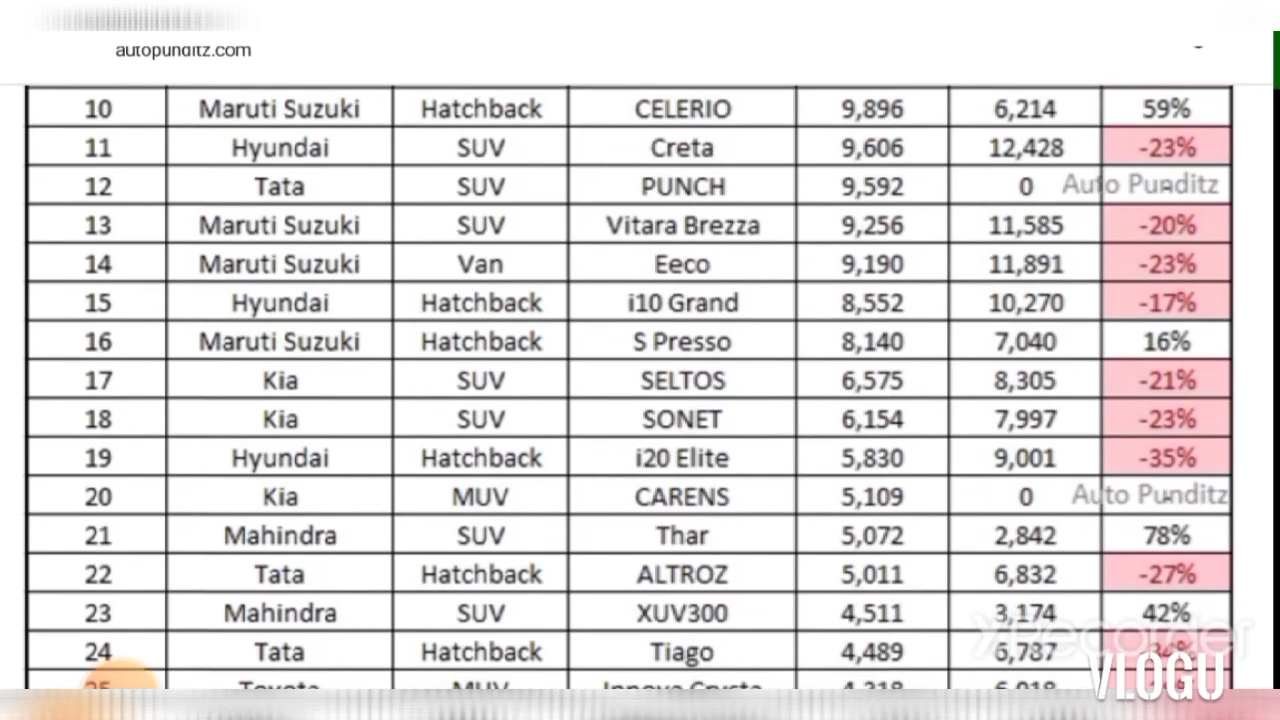 autopunditz.com
10 Maruti Suzuki Hatchback CELERIO 9,896 6,214 59%
11 Hyundai SUV Creta 9,606 12,428 -23%
12 Tata SUV PUNCH 9,592 0 Auto Punditz
13 Maruti Suzuki SUV Vitara Brezza 9,256 11,585 -20%
14 Maruti Suzuki Van Eeco 9,190 11,891 -23%
15 Hyundai Hatchback i10 Grand 8,552 10,270 -17%
16 Maruti Suzuki Hatchback S Presso 8,140 7,040 16%
17 Kia SUV SELTOS 6,575 8,305 -21%
18 Kia SUV SONET 6,154 7,997 -23%
19 Hyundai Hatchback i20 Elite 5,830 9,001 -35%
20 Kia MUV CARENS 5,109 0 Auto Punditz
21 Mahindra SUV Thar 5,072 2,842 78%
22 Tata Hatchback ALTROZ 5,011 6,832 -27%
23 Mahindra SUV XUV300 4,511 3,174 42%
XRecorder
24 Tata Hatchback Tiago 4,489 6,787
VLOGU
Toyota MUV Innova Crysta